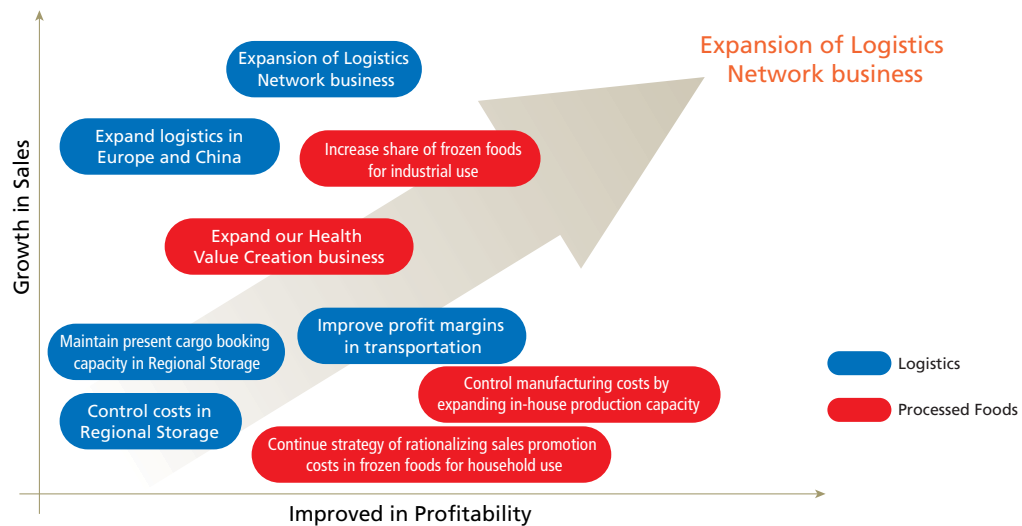 Expansion of Logistics
Network business
Expansion of Logistics
Network business
Expand logistics in
Europe and China
Increase share of frozen foods
for industrial use
Growth in Sales
Expand our Health
Value Creation business
Maintain present cargo booking
capacity in Regional Storage
Improve profit margins
in transportation
Logistics
Control manufacturing costs by
expanding in-house production capacity
Processed Foods
Control costs in
Regional Storage
Continue strategy of rationalizing sales promotion
costs in frozen foods for household use
Improved in Profitability